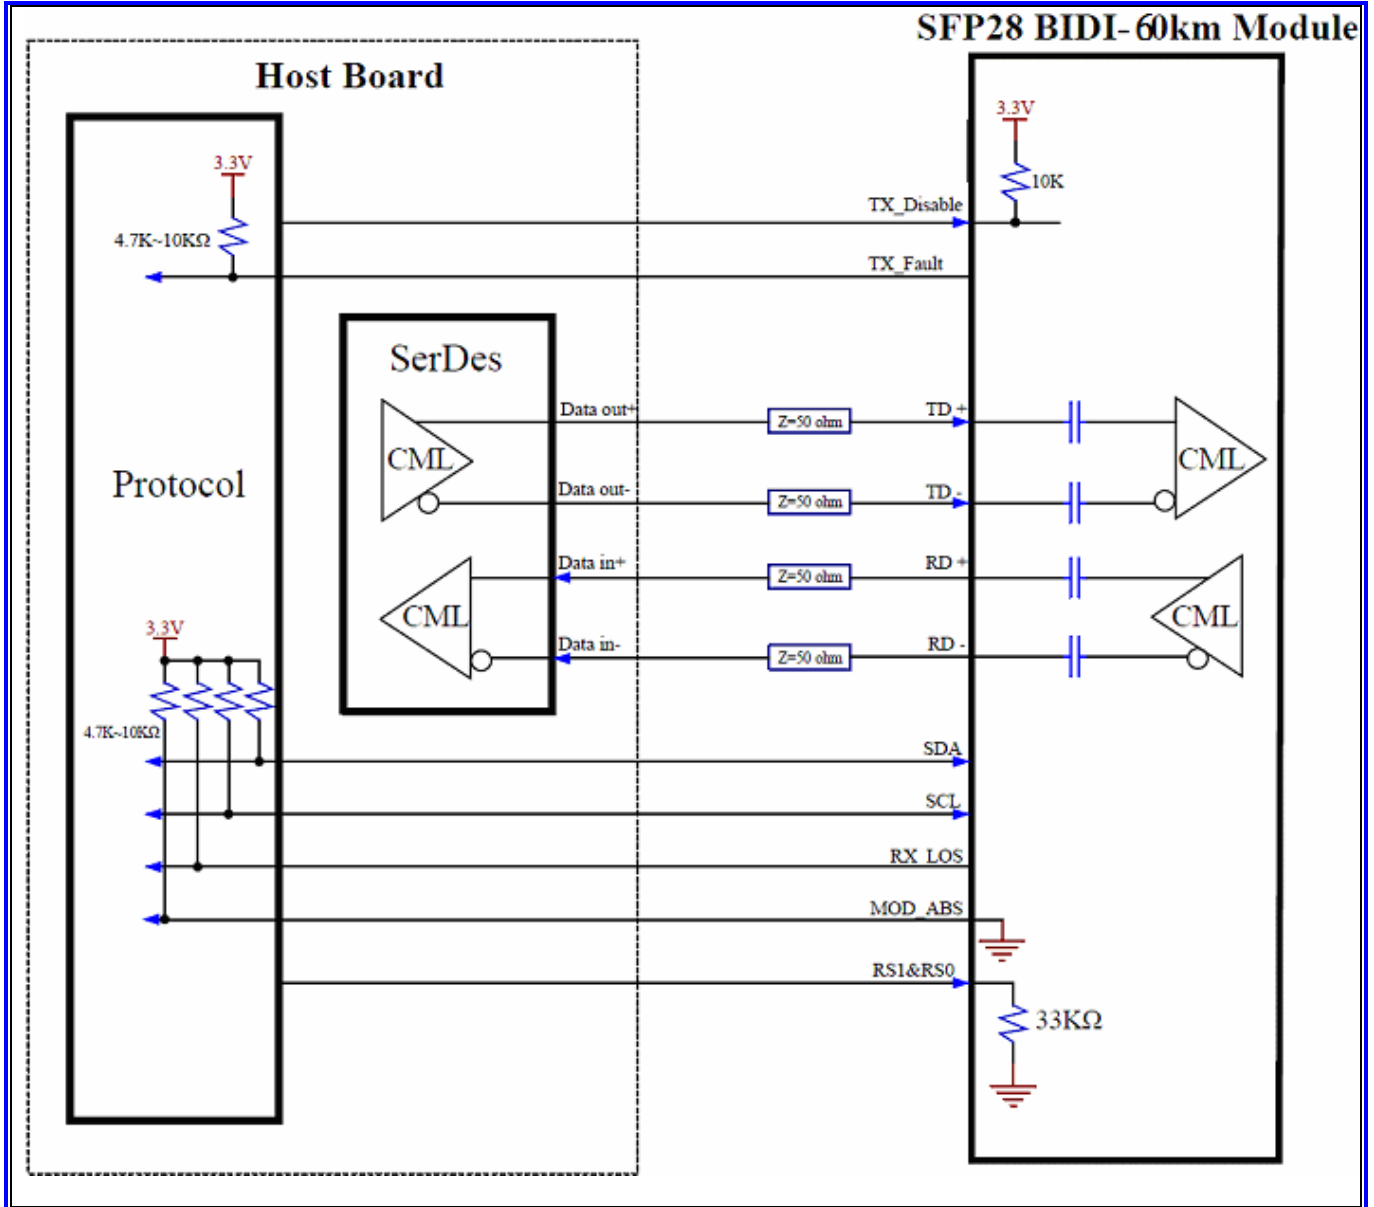 SFP28 BIDI-60km Module
Host Board
3.3V
10K
3.3V
4.7K~10KΩ
TX_Disable
TX_Fault
SerDes
Data out+
Z=50 ohm
TD +
CML
CML
Protocol
Data out-
Z=50 ohm
TD -
Data in+
Z=50 ohm
RD +
CML
CML
Data in-
Z=50 ohm
RD -
3.3V
4.7K~10KΩ
SDA
SCL
RX LOS
MOD_ABS
RS1&RS0
33KΩ